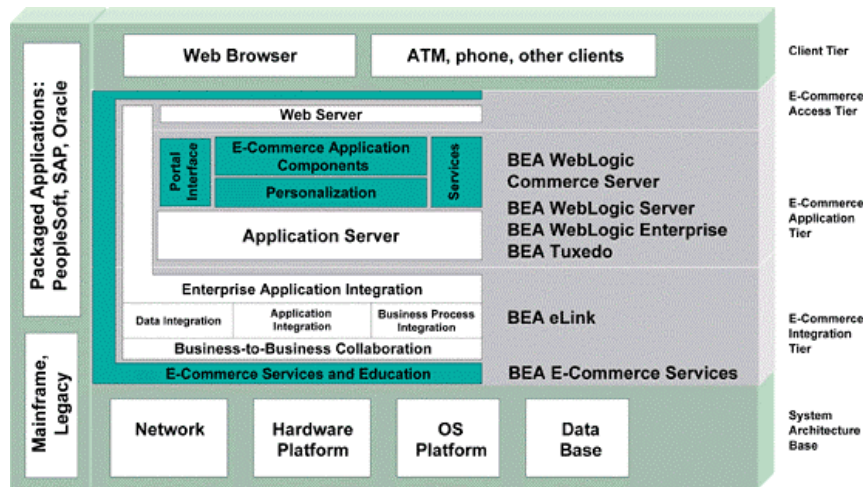 Packaged Applications:
PeopleSoft, SAP, Oracle
Mainframe,
Legacy
Web Browser
ATM, phone, other clients
Client Tier
Web Server
E-Commerce
Access Tier
Portal
Interface
E-Commerce Application
Components
Personalization
Services
Application Server
BEA WebLogic
Commerce Server
BEA WebLogic Server
BEA WebLogic Enterprise
BEA Tuxedo
E-Commerce
Application
Tier
Enterprise Application Integration
Data Integration
Application
Integration
Business Process
Integration
Business-to-Business Collaboration
BEA eLink
E-Commerce
Integration
Tier
E-Commerce Services and Education
BEA E-Commerce Services
Network
Hardware
Platform
OS
Platform
Data
Base
System
Architecture
Base